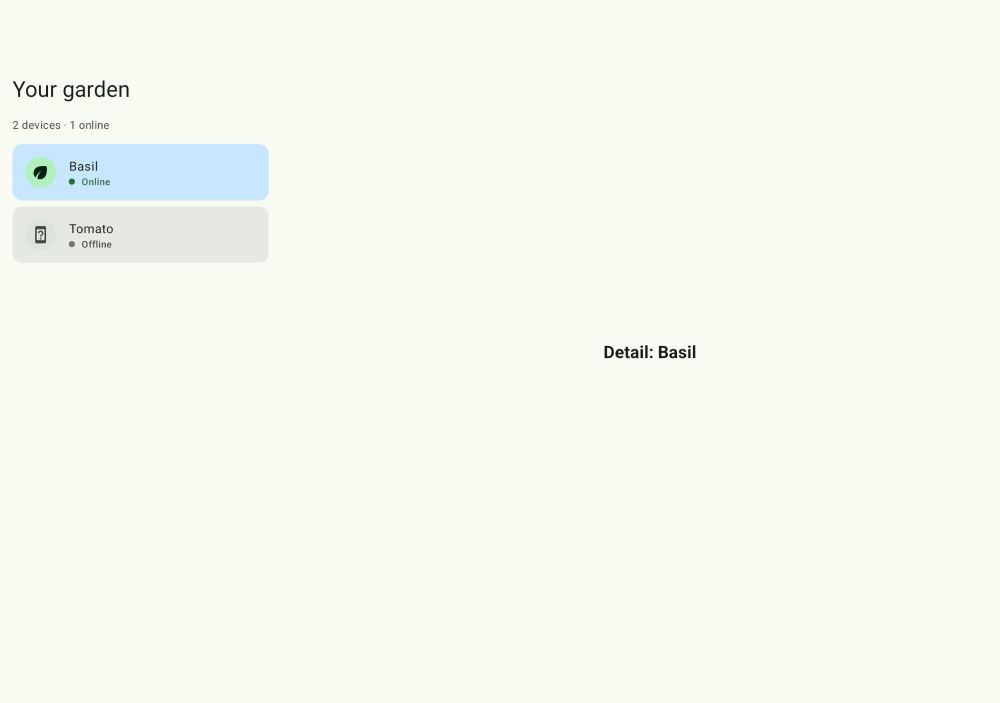 Your garden
2 devices · 1 online
Basil
Online
Tomato
Offline
Detail: Basil